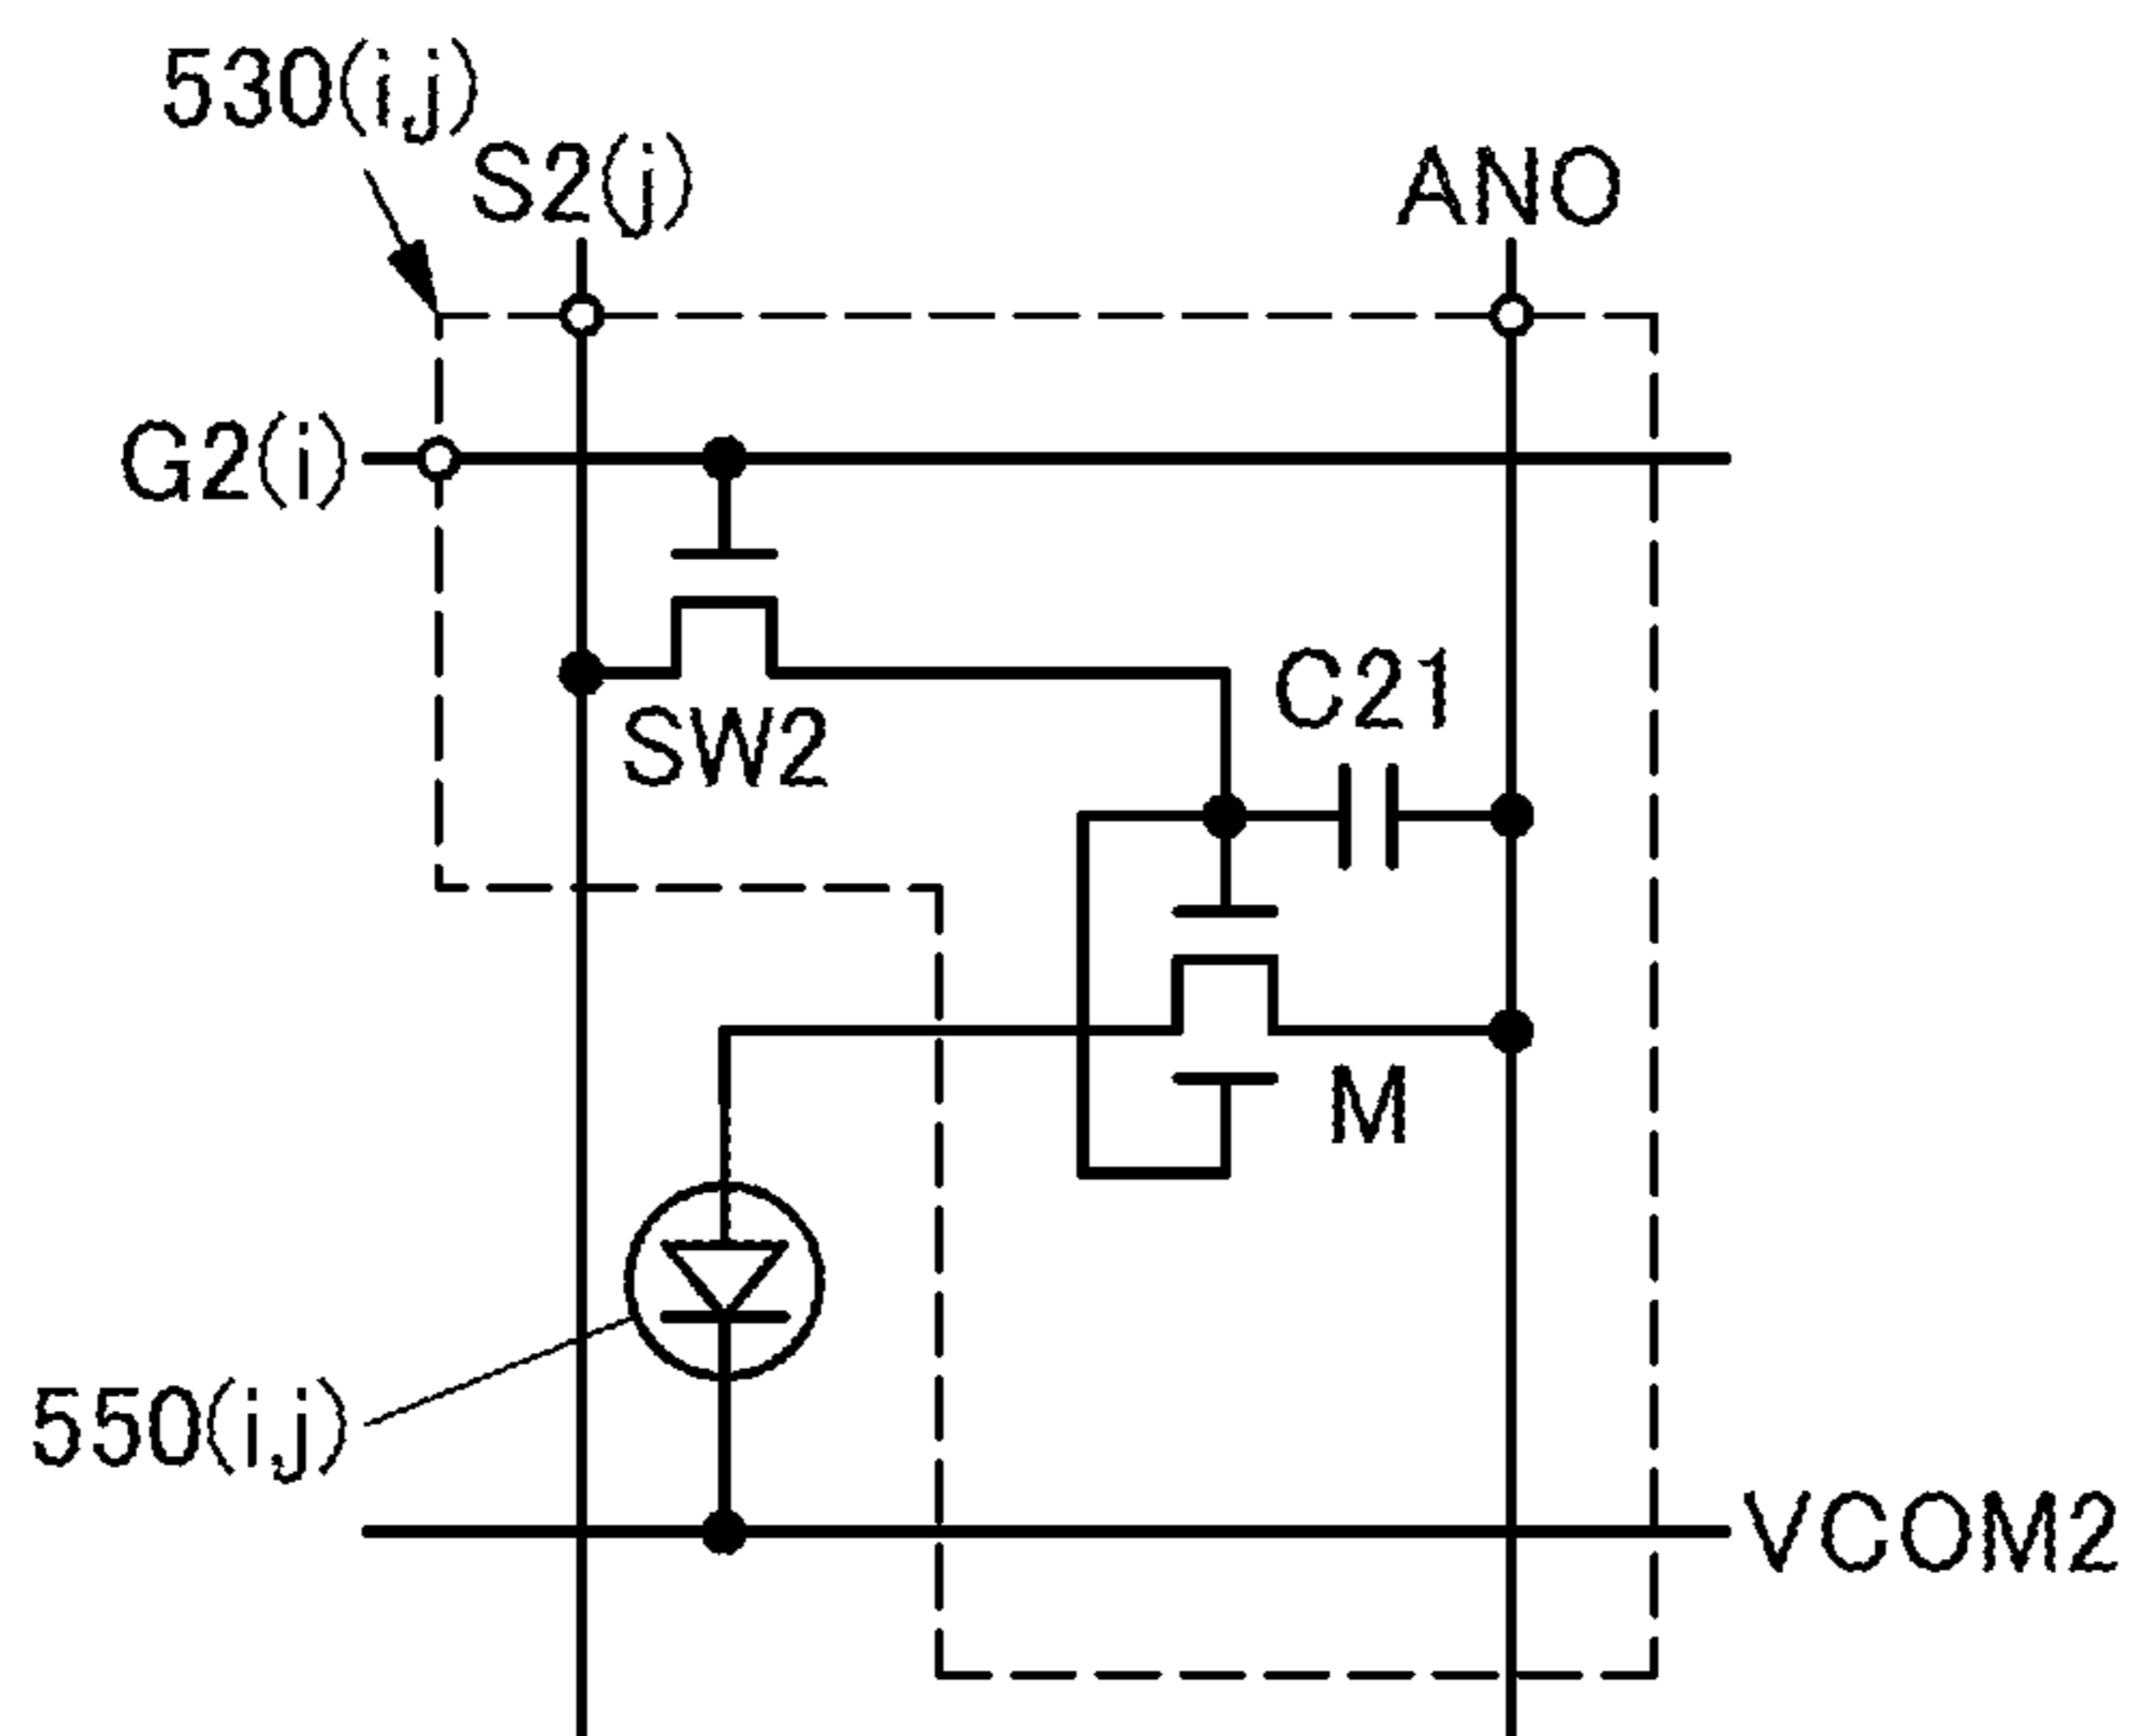 530(i,j)
S2(j)
ANO
G2(i)
C21
SW2
M
550(i,j)
VCOM2